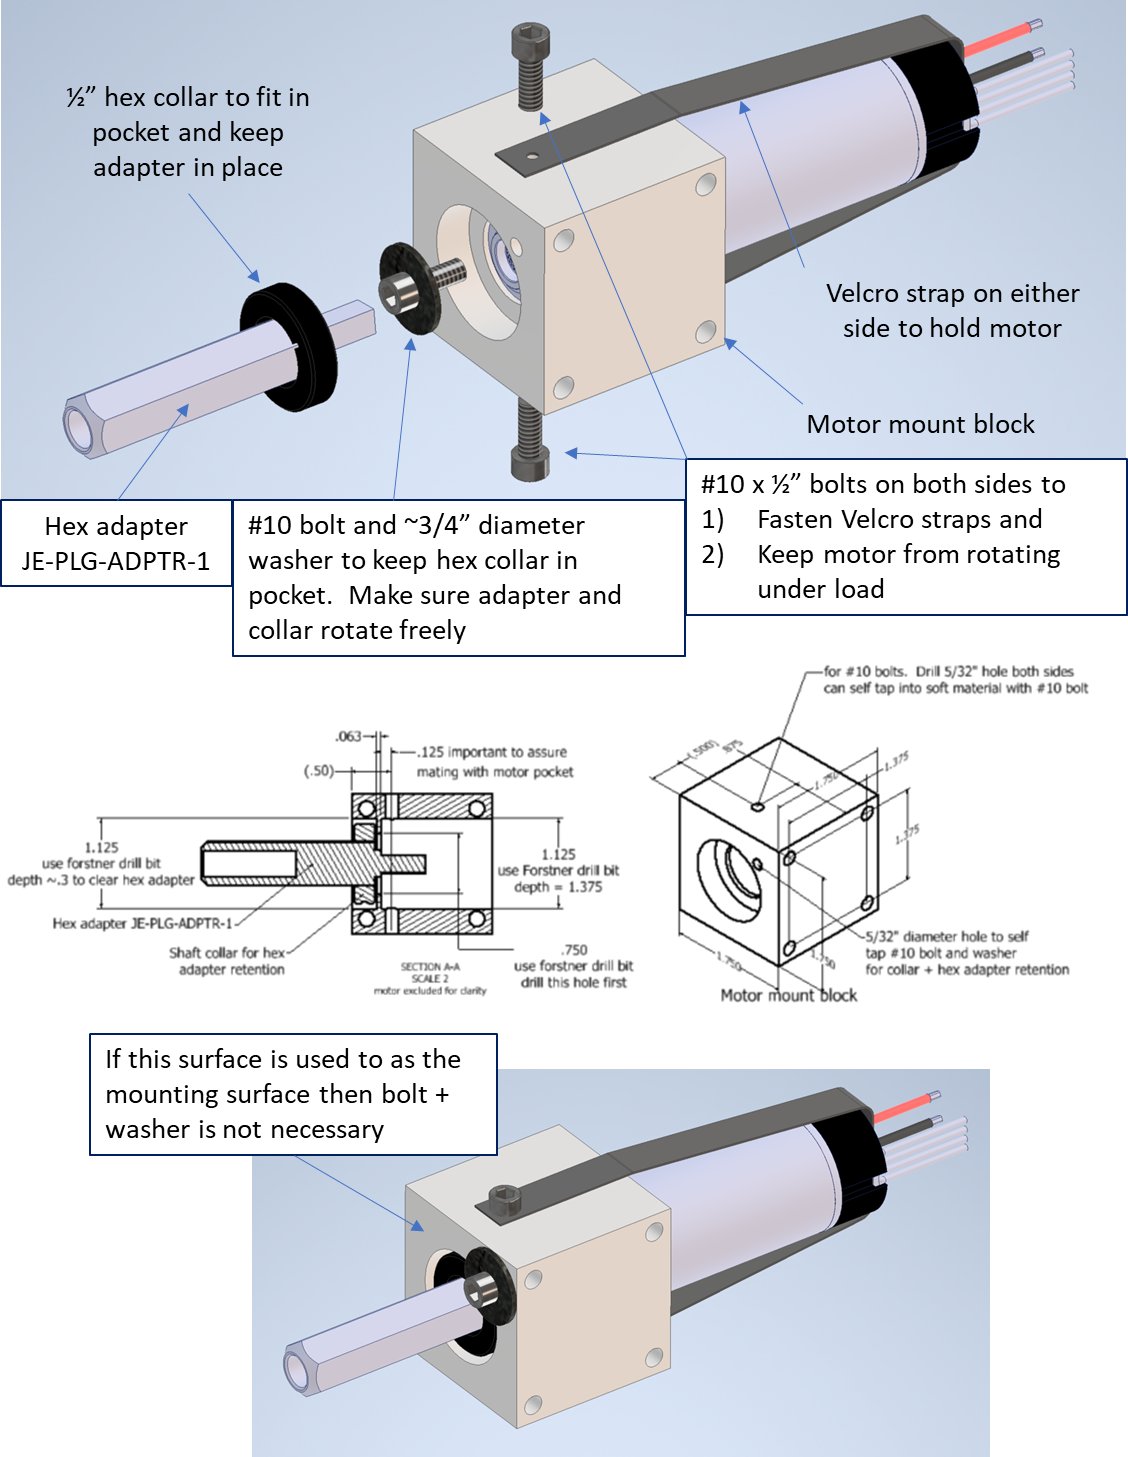 ½” hex collar to fit in
pocket and keep
adapter in place
Velcro strap on either
side to hold motor
Motor mount block
Hex adapter
JE-PLG-ADPTR-1
#10 bolt and ~3/4” diameter
washer to keep hex collar in
pocket.  Make sure adapter and
collar rotate freely
#10 x ½” bolts on both sides to
1) Fasten Velcro straps and
2) Keep motor from rotating
under load
for #10 bolts.  Drill 5/32" hole both sides
can self tap into soft material with #10 bolt
.063
.125 important to assure
mating with motor pocket
(.50)
1.125
use forstner drill bit
depth ~.3 to clear hex adapter
1.125
use Forstner drill bit
depth = 1.375
Hex adapter JE-PLG-ADPTR-1
Shaft collar for hex
adapter retention
SECTION A-A
SCALE 2
motor excluded for clarity
.750
use forstner drill bit
drill this hole first
(.500)
.875
1.750
1.375
1.375
5/32" diameter hole to self
tap #10 bolt and washer
for collar + hex adapter retention
1.750
1.750
Motor mount block
If this surface is used to as the
mounting surface then bolt +
washer is not necessary